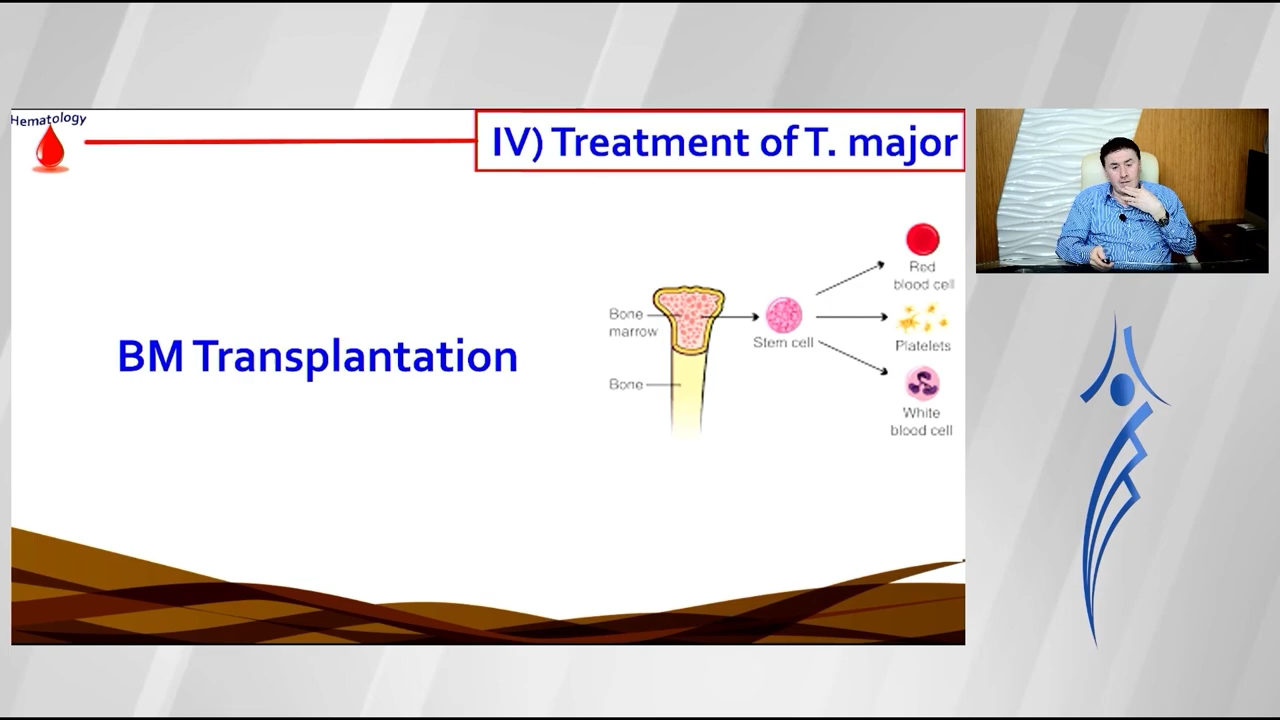 Hematology
IV) Treatment of T. major
BM Transplantation
Bone
marrow
Bone
Stem cell
Red
blood cell
Platelets
White
blood cell